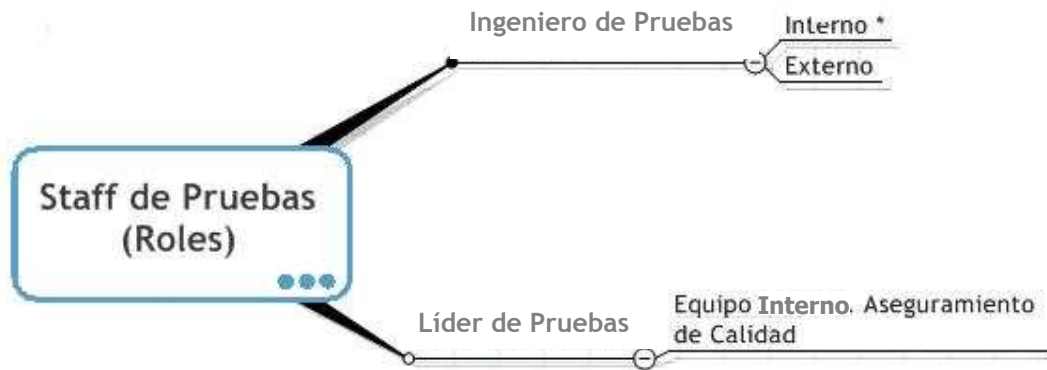 Ingeniero de Pruebas
Interno *
Externo
Staff de Pruebas
(Roles)
Líder de Pruebas
Equipo Interno. Aseguramiento
de Calidad